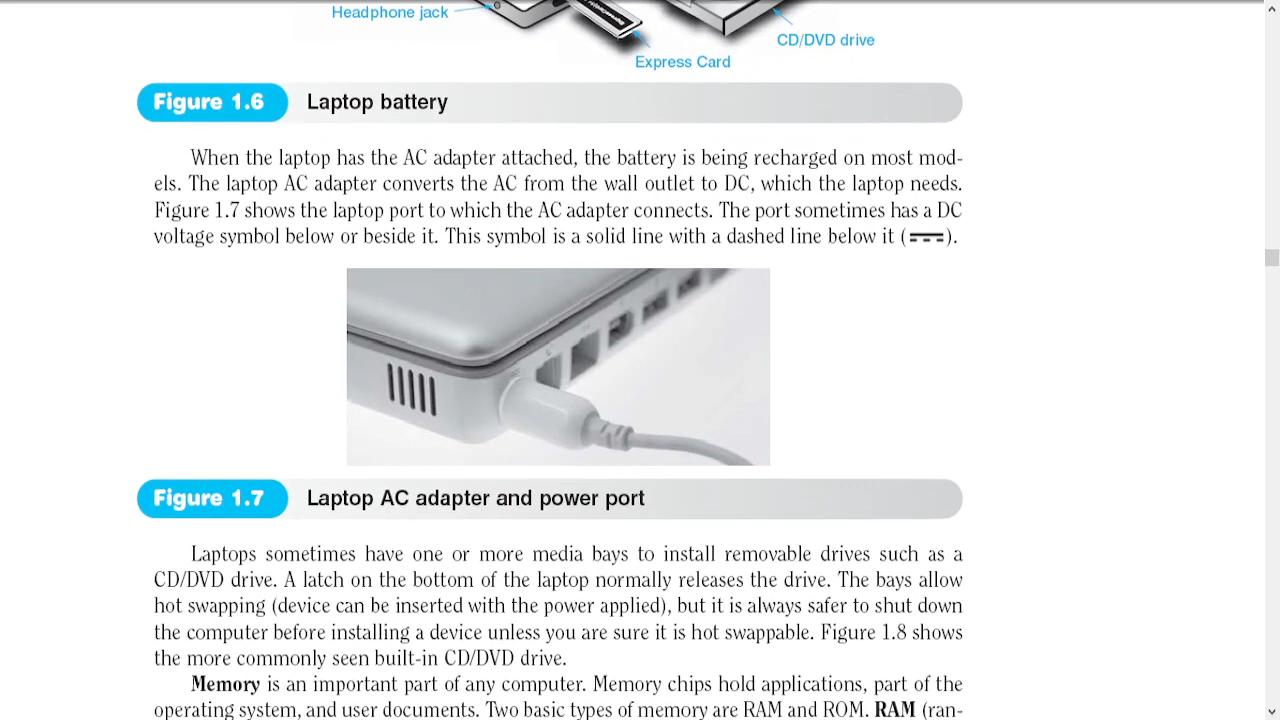 Headphone jack
CD/DVD drive
Express Card
Figure 1.6 Laptop battery
When the laptop has the AC adapter attached, the battery is being recharged on most mod-
els. The laptop AC adapter converts the AC from the wall outlet to DC, which the laptop needs.
Figure 1.7 shows the laptop port to which the AC adapter connects. The port sometimes has a DC
voltage symbol below or beside it. This symbol is a solid line with a dashed line below it ( ).
Figure 1.7 Laptop AC adapter and power port
Laptops sometimes have one or more media bays to install removable drives such as a
CD/DVD drive. A latch on the bottom of the laptop normally releases the drive. The bays allow
hot swapping (device can be inserted with the power applied), but it is always safer to shut down
the computer before installing a device unless you are sure it is hot swappable. Figure 1.8 shows
the more commonly seen built-in CD/DVD drive.
Memory is an important part of any computer. Memory chips hold applications, part of the
operating system, and user documents. Two basic types of memory are RAM and ROM. RAM (ran-